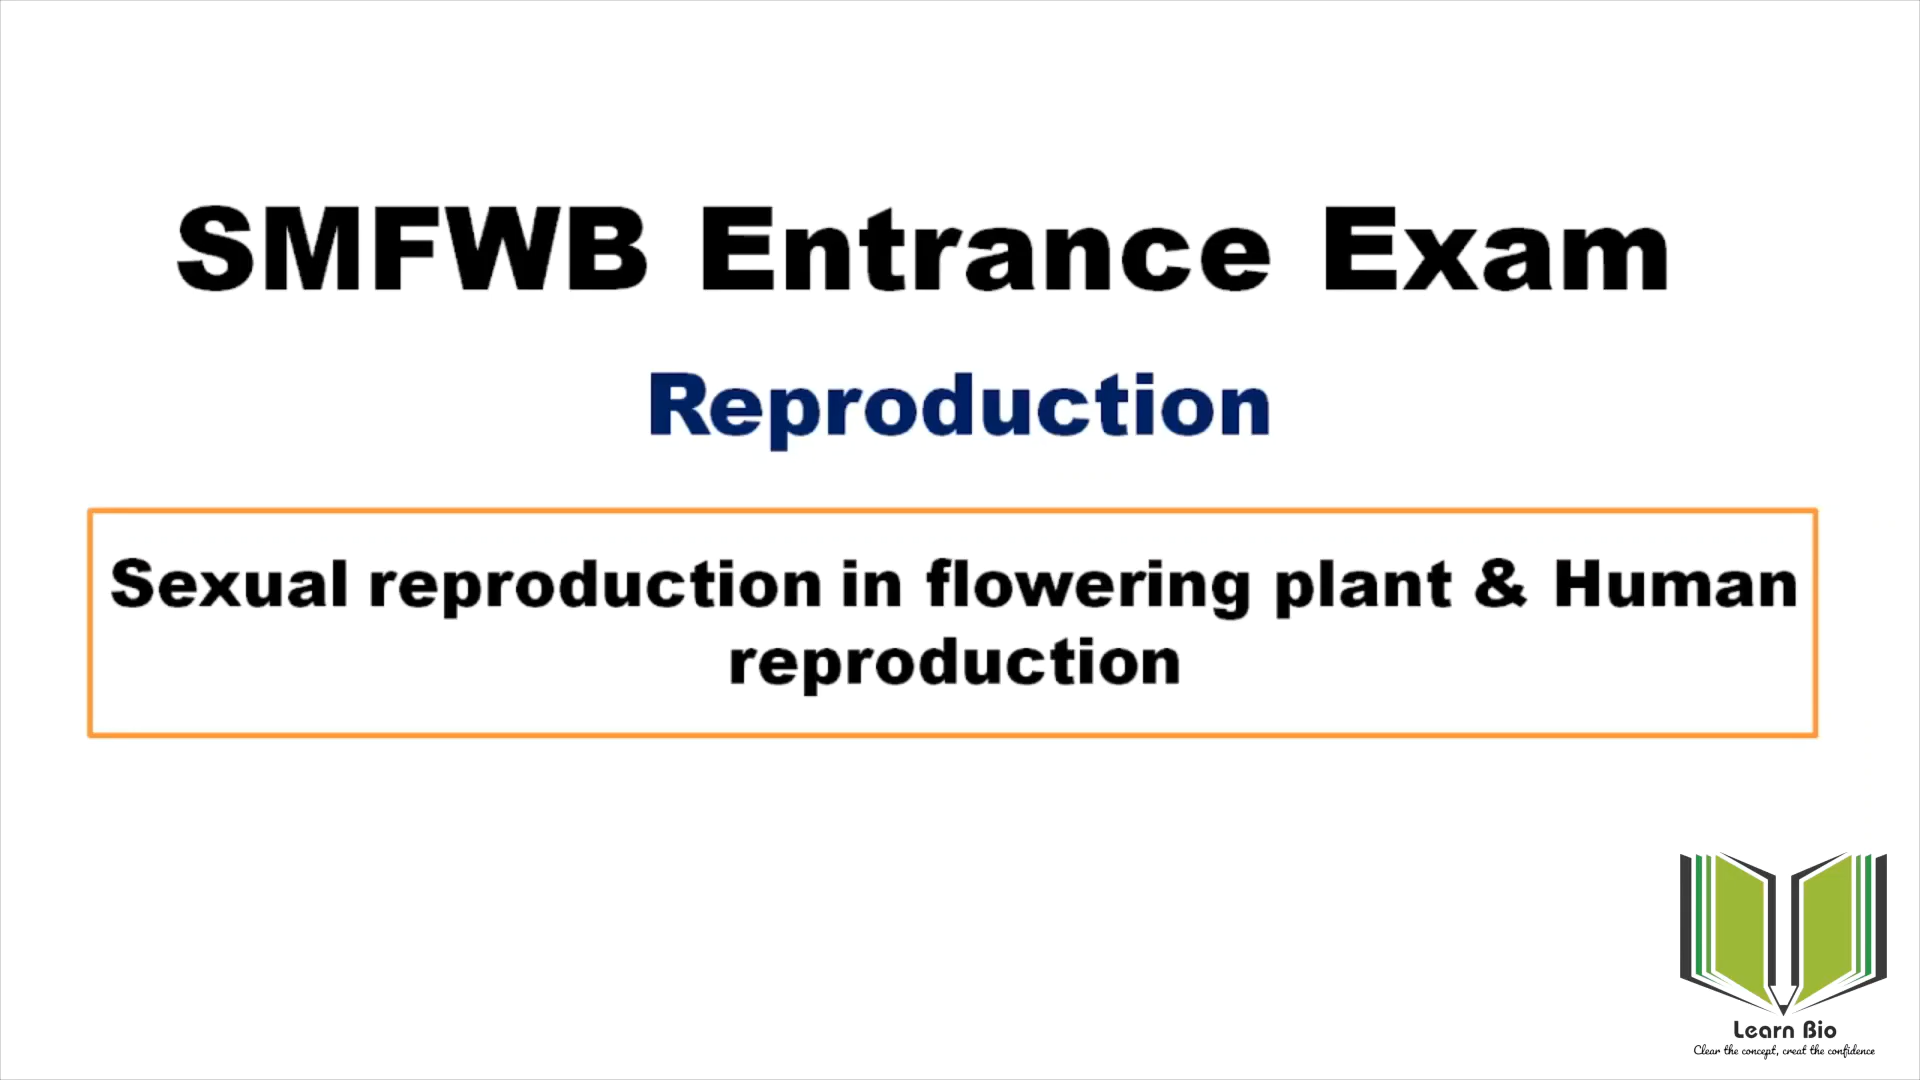 SMFWB Entrance Exam
Reproduction
Sexual reproduction in flowering plant & Human
reproduction
Learn Bio
Clear the concept, creat the confidence